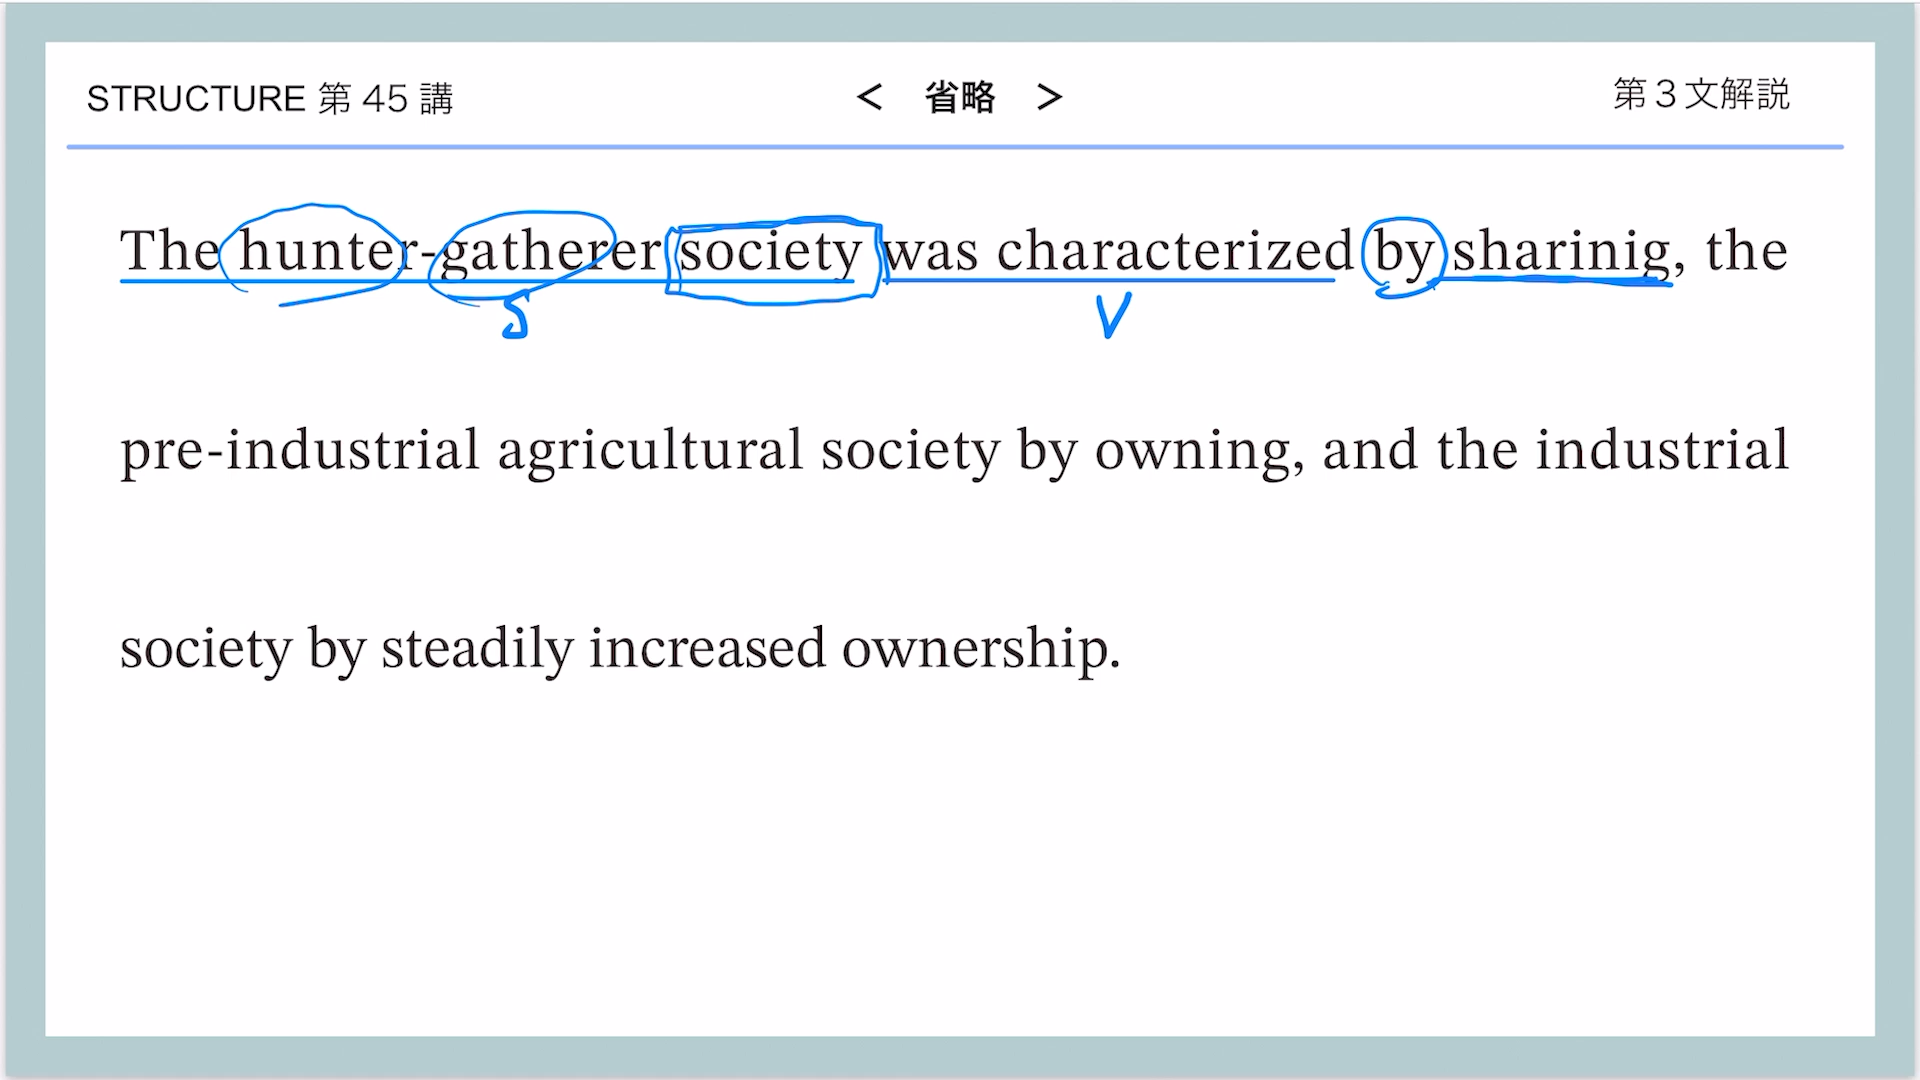 STRUCTURE 第 45 講
< 省略 >
第３文解説
The hunter-gatherer society was characterized by sharinig, the
S
V
pre-industrial agricultural society by owning, and the industrial
society by steadily increased ownership.